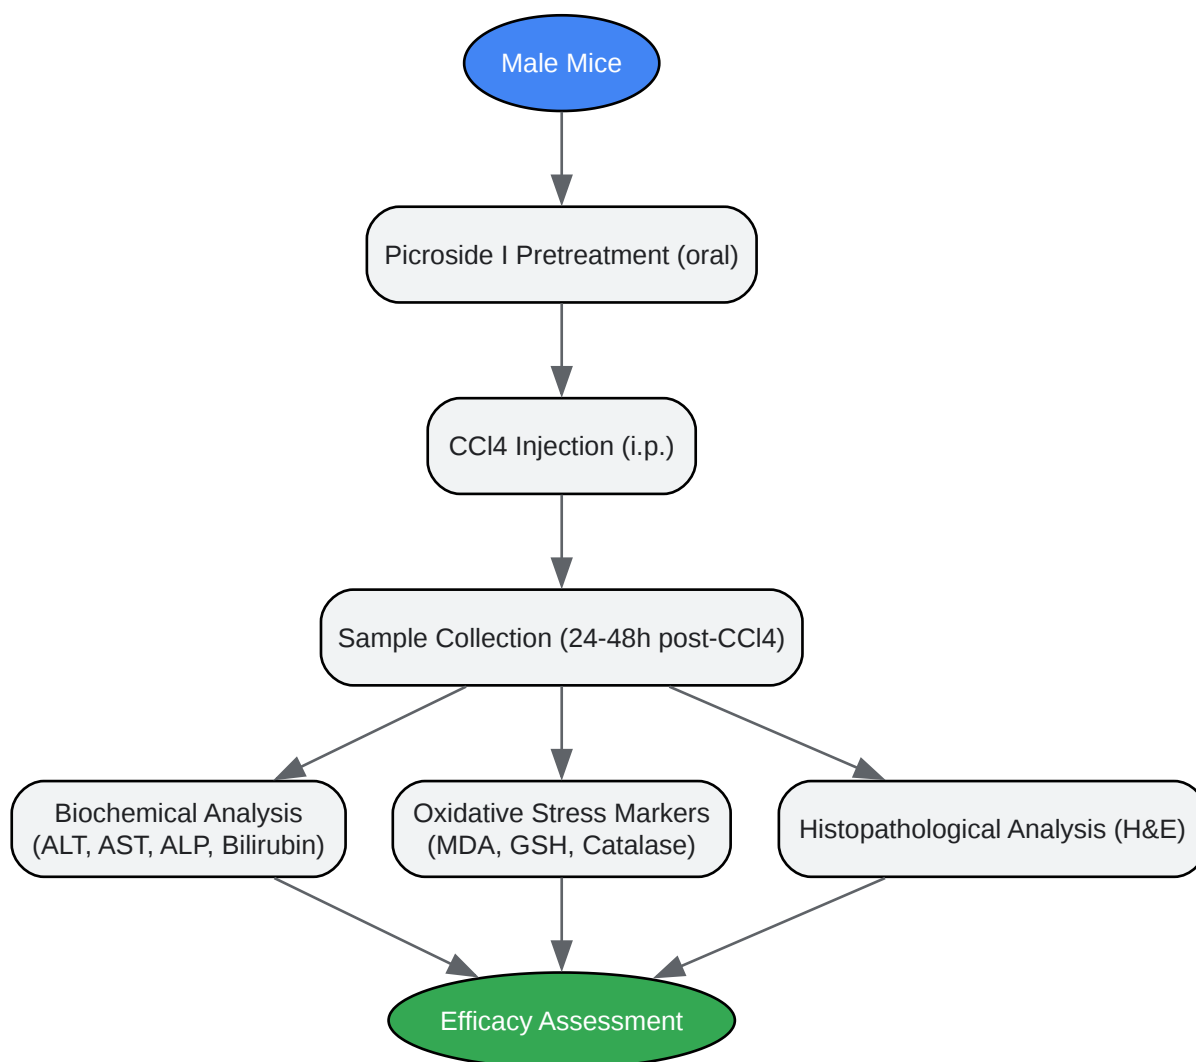 Male Mice
Picroside I Pretreatment (oral)
CCl4 Injection (i.p.)
Sample Collection (24-48h post-CCl4)
Biochemical Analysis
(ALT, AST, ALP, Bilirubin)
Oxidative Stress Markers
(MDA, GSH, Catalase)
Histopathological Analysis (H&E)
Efficacy Assessment